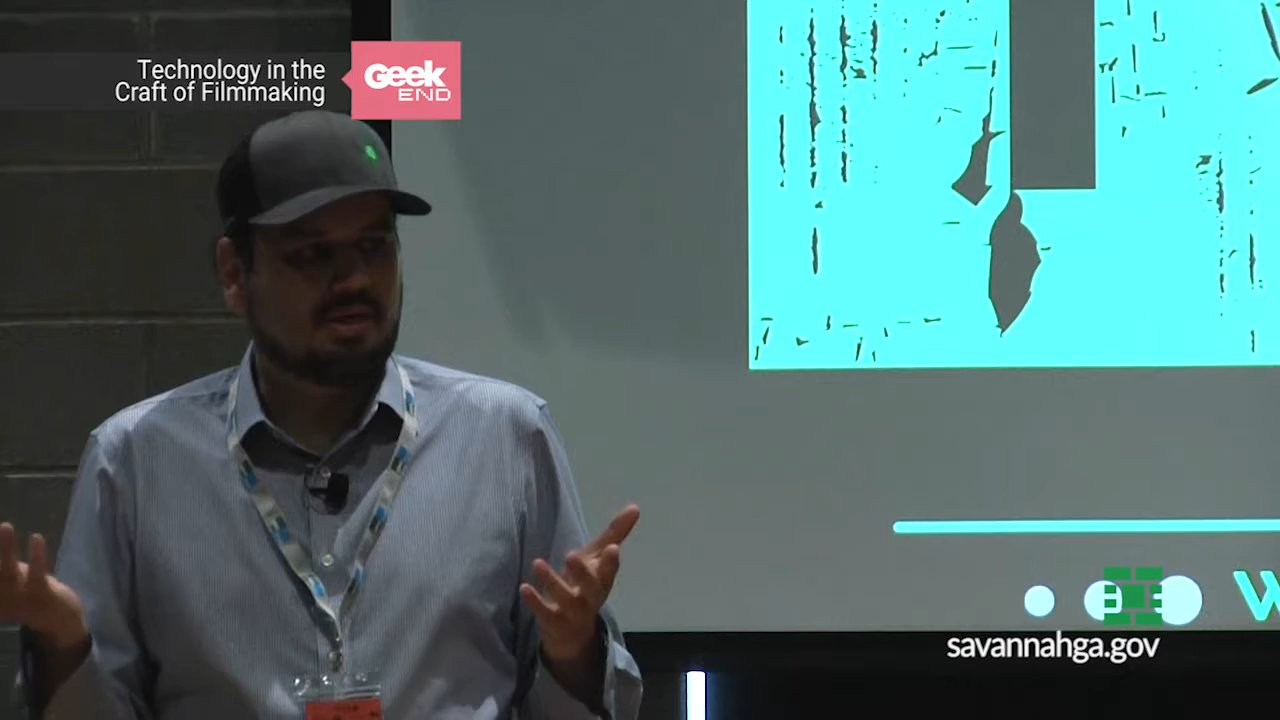 Technology in the
Craft of Filmmaking
Geek
END
W
savannahga.gov